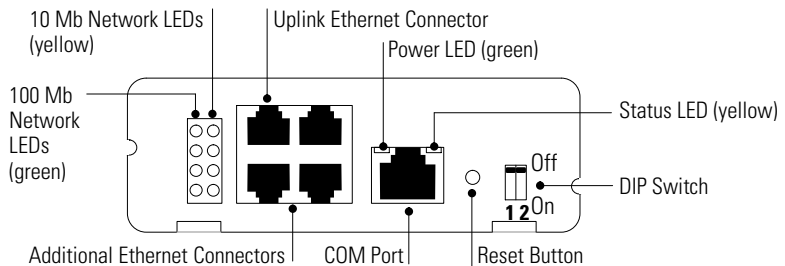 10 Mb Network LEDs
(yellow)
Uplink Ethernet Connector
Power LED (green)
100 Mb
Network
LEDs
(green)
Status LED (yellow)
Off
DIP Switch
1 2 On
Additional Ethernet Connectors
COM Port
Reset Button